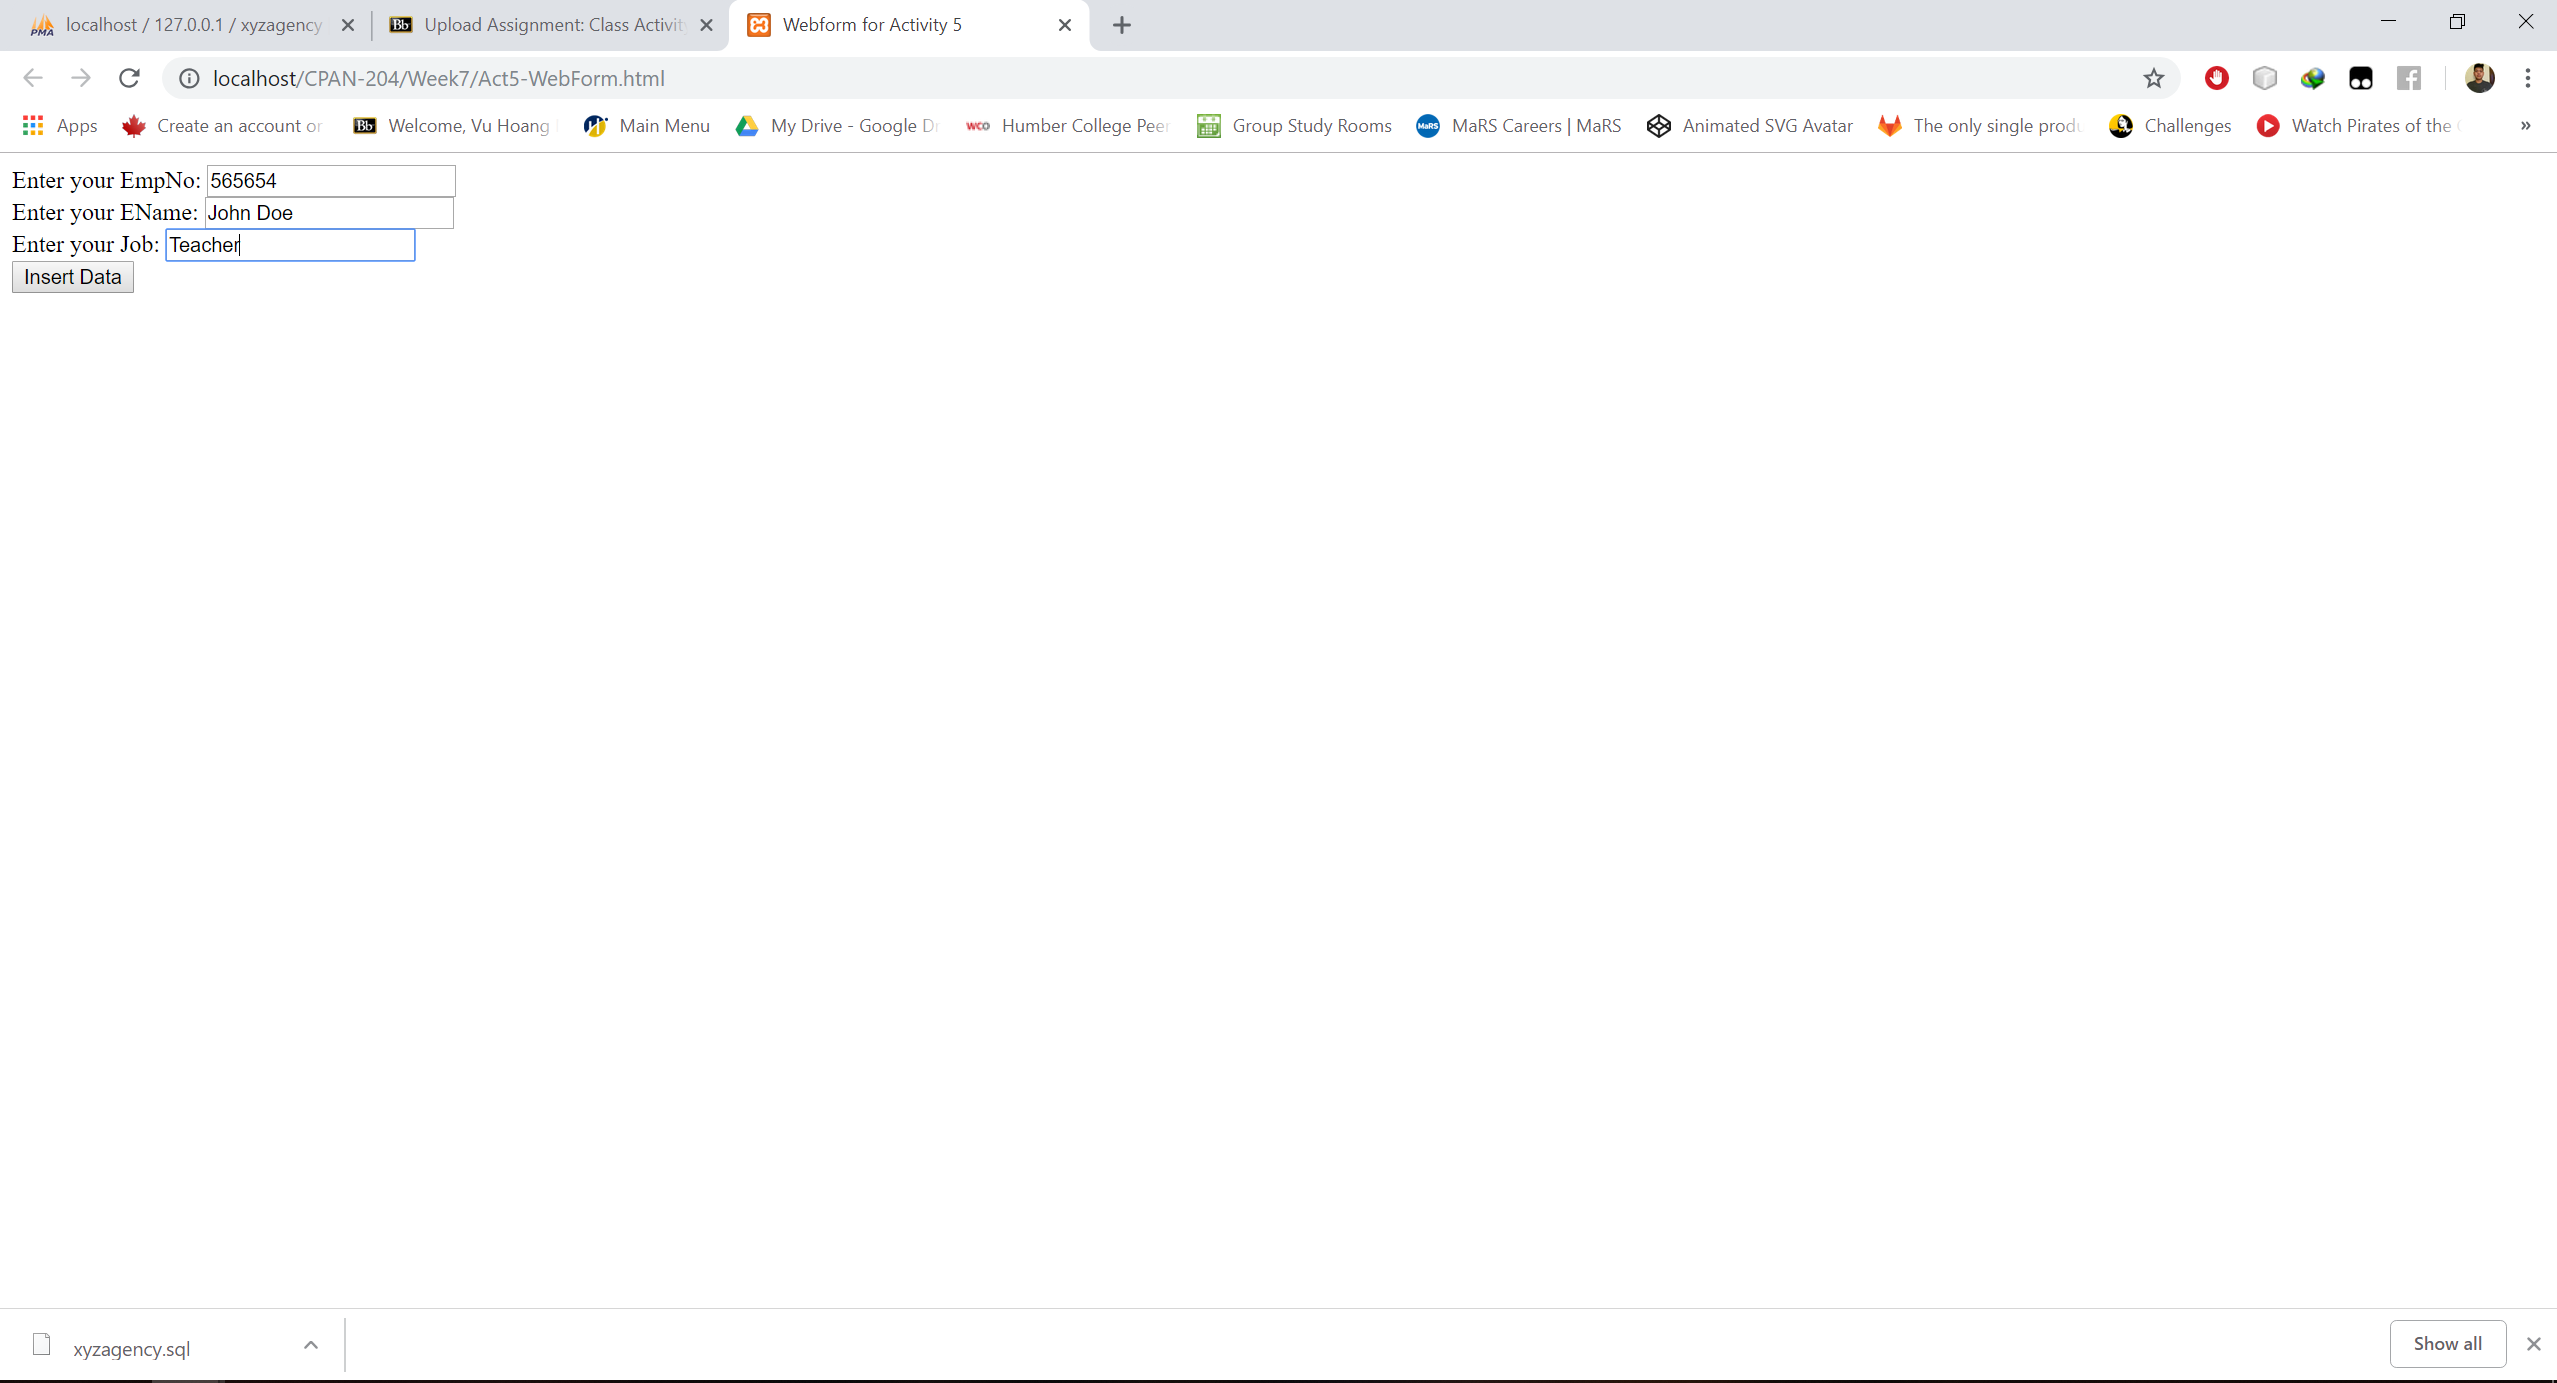 localhost / 127.0.0.1 / xyzagency
Upload Assignment: Class Activit
Webform for Activity 5
localhost/CPAN-204/Week7/Act5-WebForm.html
Apps
Create an account or
Bb Welcome, Vu Hoang
Main Menu
My Drive - Google Dr
WCO Humber College Peer
Group Study Rooms
MaRS MaRS Careers | MaRS
Animated SVG Avatar
The only single produ
Challenges
Watch Pirates of the
Enter your EmpNo: 565654
Enter your EName: John Doe
Enter your Job: Teacher
Insert Data
xyzagency.sql
Show all